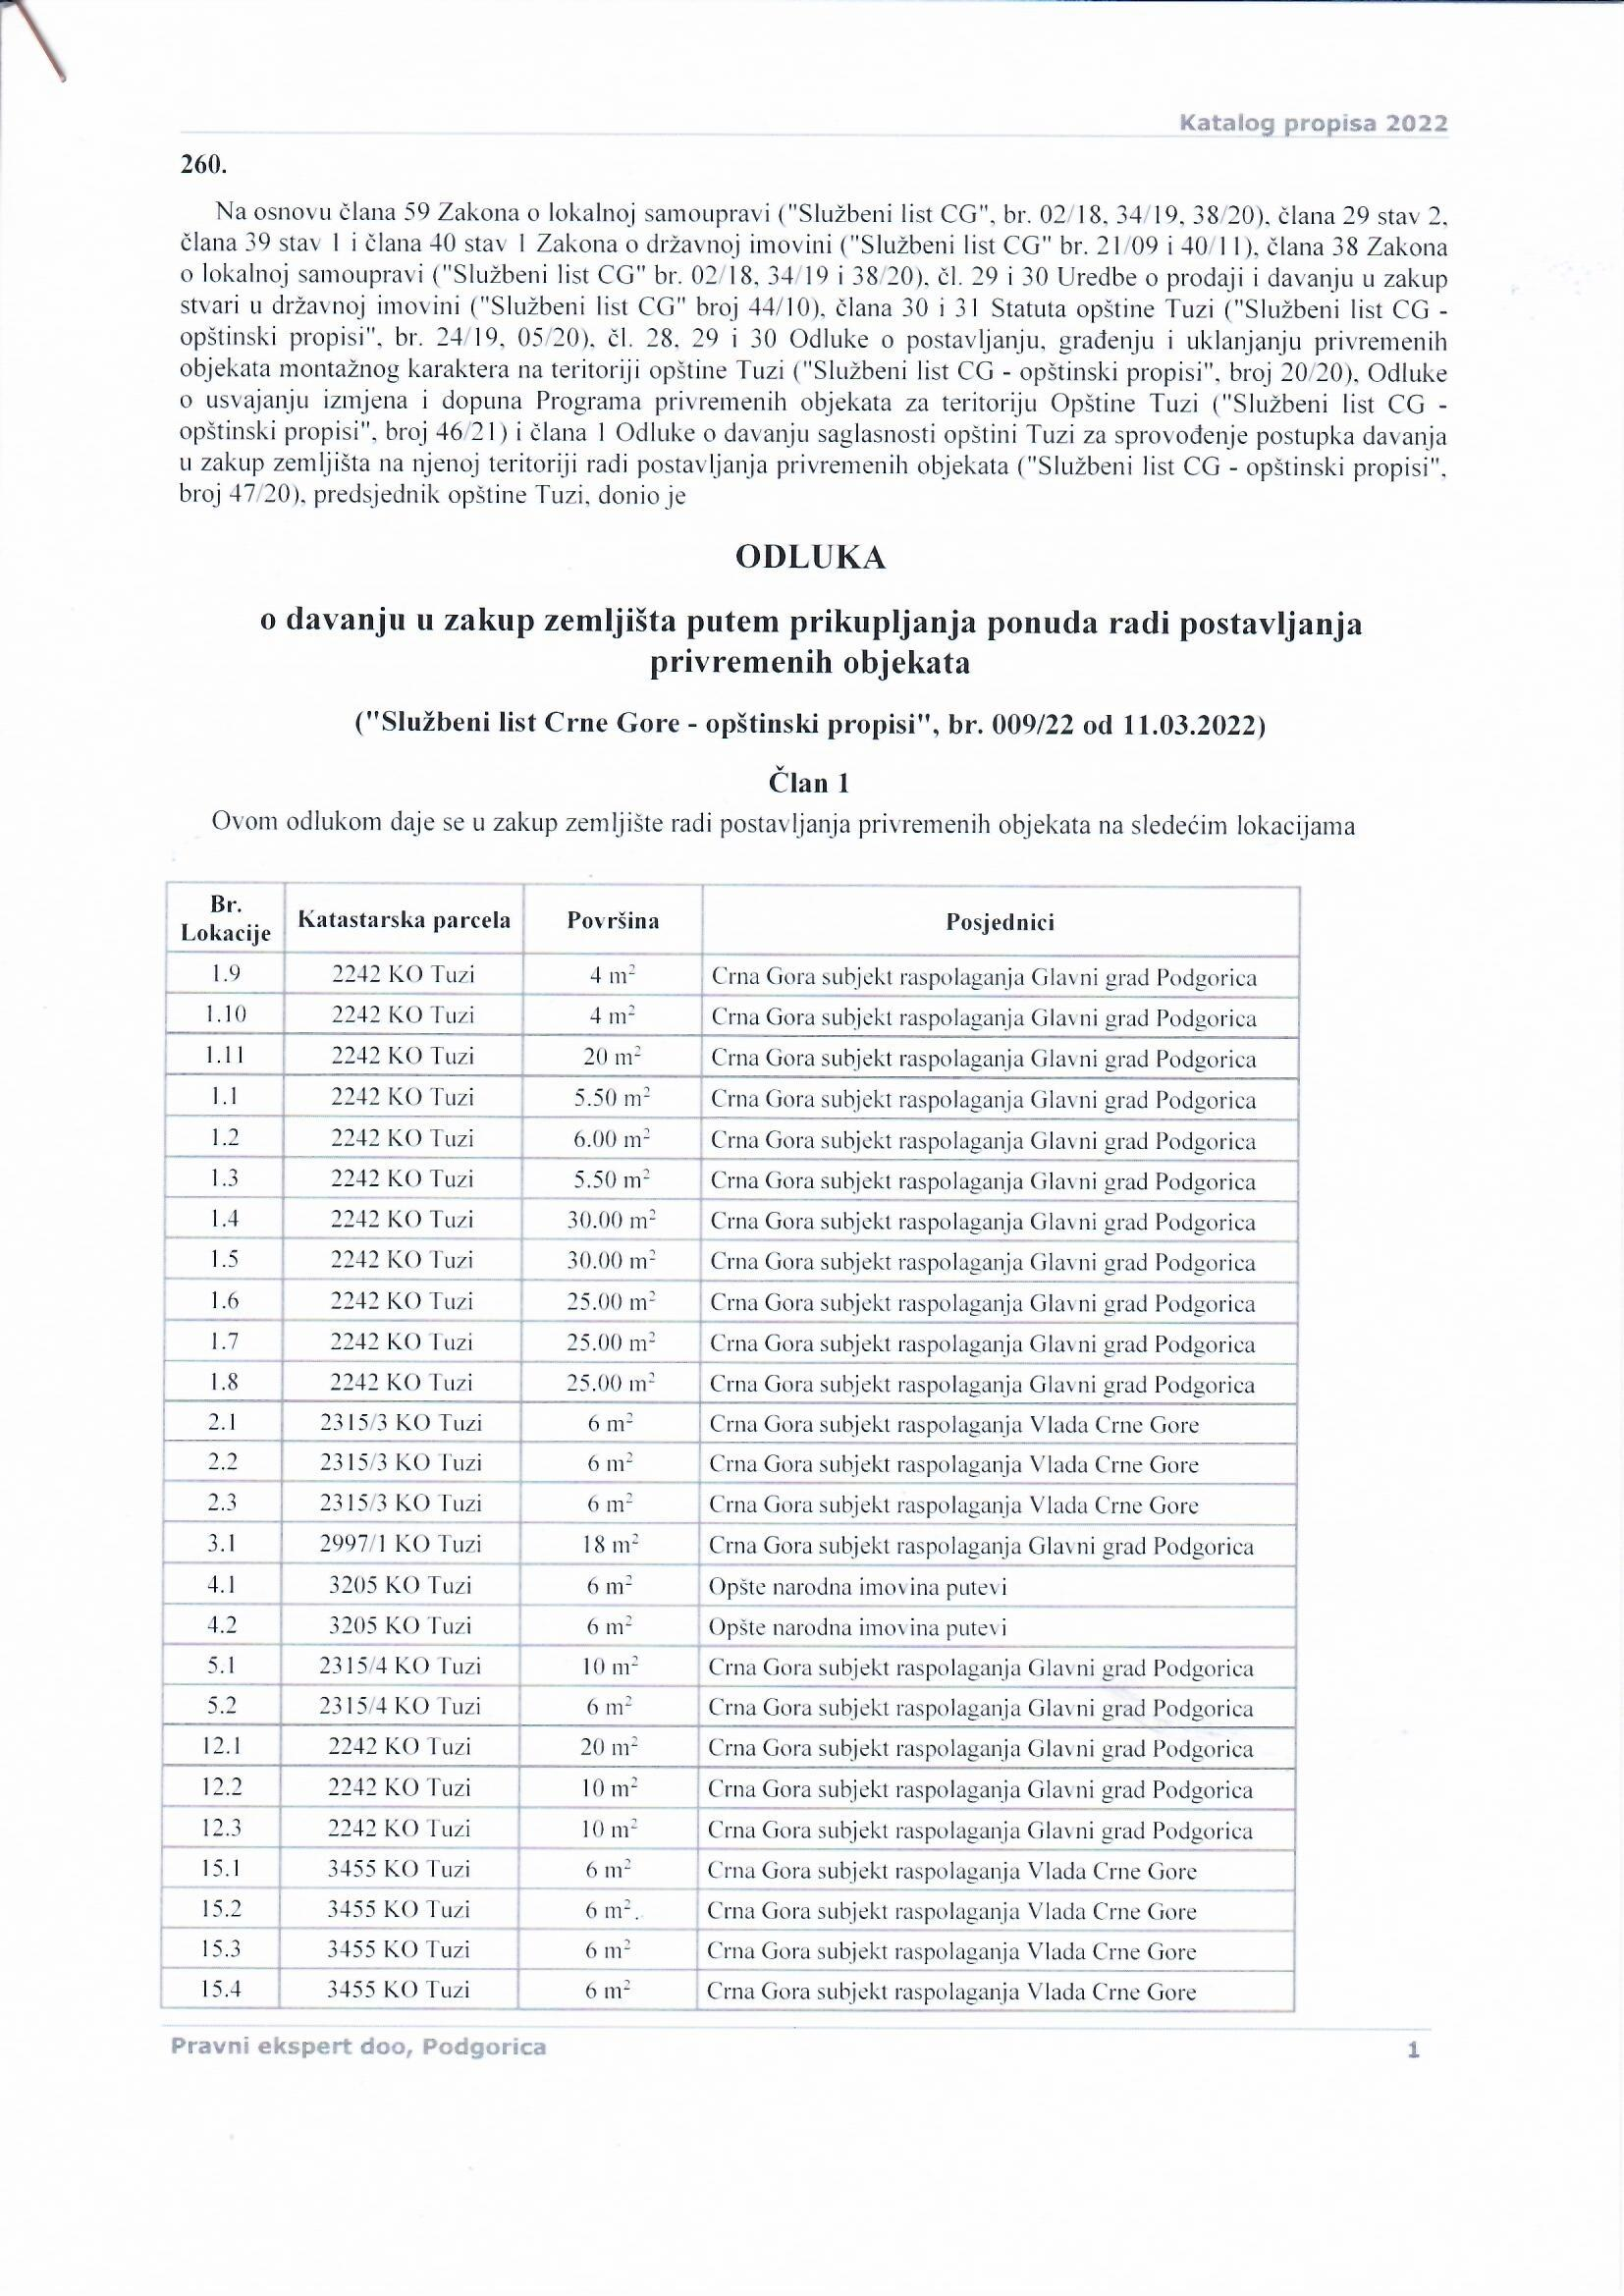 Katalog propisa 2022
260.
Na osnovu člana 59 Zakona o lokalnoj samoupravi ("Službeni list CG", br. 02/18, 34/19, 38/20), člana 29 stav 2,
člana 39 stav 1 i člana 40 stav 1 Zakona o državnoj imovini ("Službeni list CG" br. 21/09 i 40/11), člana 38 Zakona
o lokalnoj samoupravi ("Službeni list CG" br. 02/18, 34/19 i 38/20), čl. 29 i 30 Uredbe o prodaji i davanju u zakup
stvari u državnoj imovini ("Službeni list CG" broj 44/10), člana 30 i 31 Statuta opštine Tuzi ("Službeni list CG -
opštinski propisi", br. 24/19, 05/20), čl. 28, 29 i 30 Odluke o postavljanju, građenju i uklanjanju privremenih
objekata montažnog karaktera na teritoriji opštine Tuzi ("Službeni list CG - opštinski propisi", broj 20/20), Odluke
o usvajanju izmjena i dopuna Programa privremenih objekata za teritoriju Opštine Tuzi ("Službeni list CG -
opštinski propisi", broj 46/21) i člana 1 Odluke o davanju saglasnosti opštini Tuzi za sprovođenje postupka davanja
u zakup zemljišta na njenoj teritoriji radi postavljanja privremenih objekata ("Službeni list CG - opštinski propisi",
broj 47/20), predsjednik opštine Tuzi, donio je
ODLUKA
o davanju u zakup zemljišta putem prikupljanja ponuda radi postavljanja
privremenih objekata
("Službeni list Crne Gore - opštinski propisi", br. 009/22 od 11.03.2022)
Član 1
Ovom odlukom daje se u zakup zemljište radi postavljanja privremenih objekata na sledećim lokacijama
Br. Lokacije Katastarska parcela Površina Posjednici
1.9 2242 KO Tuzi 4 m² Crna Gora subjekt raspolaganja Glavni grad Podgorica
1.10 2242 KO Tuzi 4 m² Crna Gora subjekt raspolaganja Glavni grad Podgorica
1.11 2242 KO Tuzi 20 m² Crna Gora subjekt raspolaganja Glavni grad Podgorica
1.1 2242 KO Tuzi 5.50 m² Crna Gora subjekt raspolaganja Glavni grad Podgorica
1.2 2242 KO Tuzi 6.00 m² Crna Gora subjekt raspolaganja Glavni grad Podgorica
1.3 2242 KO Tuzi 5.50 m² Crna Gora subjekt raspolaganja Glavni grad Podgorica
1.4 2242 KO Tuzi 30.00 m² Crna Gora subjekt raspolaganja Glavni grad Podgorica
1.5 2242 KO Tuzi 30.00 m² Crna Gora subjekt raspolaganja Glavni grad Podgorica
1.6 2242 KO Tuzi 25.00 m² Crna Gora subjekt raspolaganja Glavni grad Podgorica
1.7 2242 KO Tuzi 25.00 m² Crna Gora subjekt raspolaganja Glavni grad Podgorica
1.8 2242 KO Tuzi 25.00 m² Crna Gora subjekt raspolaganja Glavni grad Podgorica
2.1 2315/3 KO Tuzi 6 m² Crna Gora subjekt raspolaganja Vlada Crne Gore
2.2 2315/3 KO Tuzi 6 m² Crna Gora subjekt raspolaganja Vlada Crne Gore
2.3 2315/3 KO Tuzi 6 m² Crna Gora subjekt raspolaganja Vlada Crne Gore
3.1 2997/1 KO Tuzi 18 m² Crna Gora subjekt raspolaganja Glavni grad Podgorica
4.1 3205 KO Tuzi 6 m² Opšte narodna imovina putevi
4.2 3205 KO Tuzi 6 m² Opšte narodna imovina putevi
5.1 2315/4 KO Tuzi 10 m² Crna Gora subjekt raspolaganja Glavni grad Podgorica
5.2 2315/4 KO Tuzi 6 m² Crna Gora subjekt raspolaganja Glavni grad Podgorica
12.1 2242 KO Tuzi 20 m² Crna Gora subjekt raspolaganja Glavni grad Podgorica
12.2 2242 KO Tuzi 10 m² Crna Gora subjekt raspolaganja Glavni grad Podgorica
12.3 2242 KO Tuzi 10 m² Crna Gora subjekt raspolaganja Glavni grad Podgorica
15.1 3455 KO Tuzi 6 m² Crna Gora subjekt raspolaganja Vlada Crne Gore
15.2 3455 KO Tuzi 6 m² Crna Gora subjekt raspolaganja Vlada Crne Gore
15.3 3455 KO Tuzi 6 m² Crna Gora subjekt raspolaganja Vlada Crne Gore
15.4 3455 KO Tuzi 6 m² Crna Gora subjekt raspolaganja Vlada Crne Gore
Pravni ekspert doo, Podgorica 1